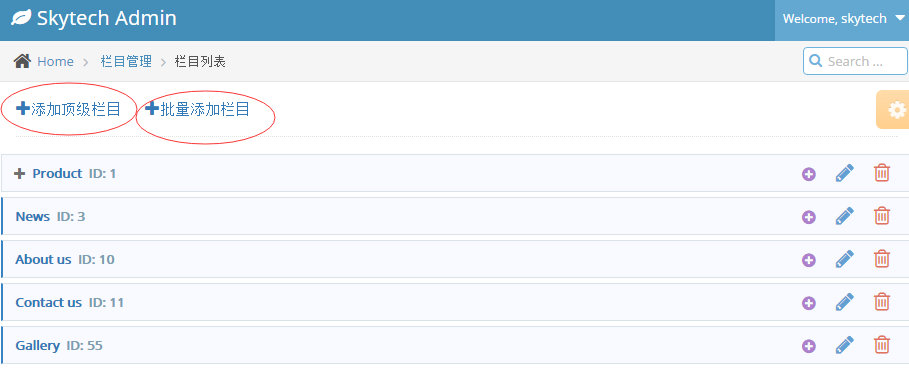 Skytech Admin
Welcome, skytech
Home > 栏目管理 > 栏目列表
Search ...
添加顶级栏目 批量添加栏目
Product ID: 1
News ID: 3
About us ID: 10
Contact us ID: 11
Gallery ID: 55